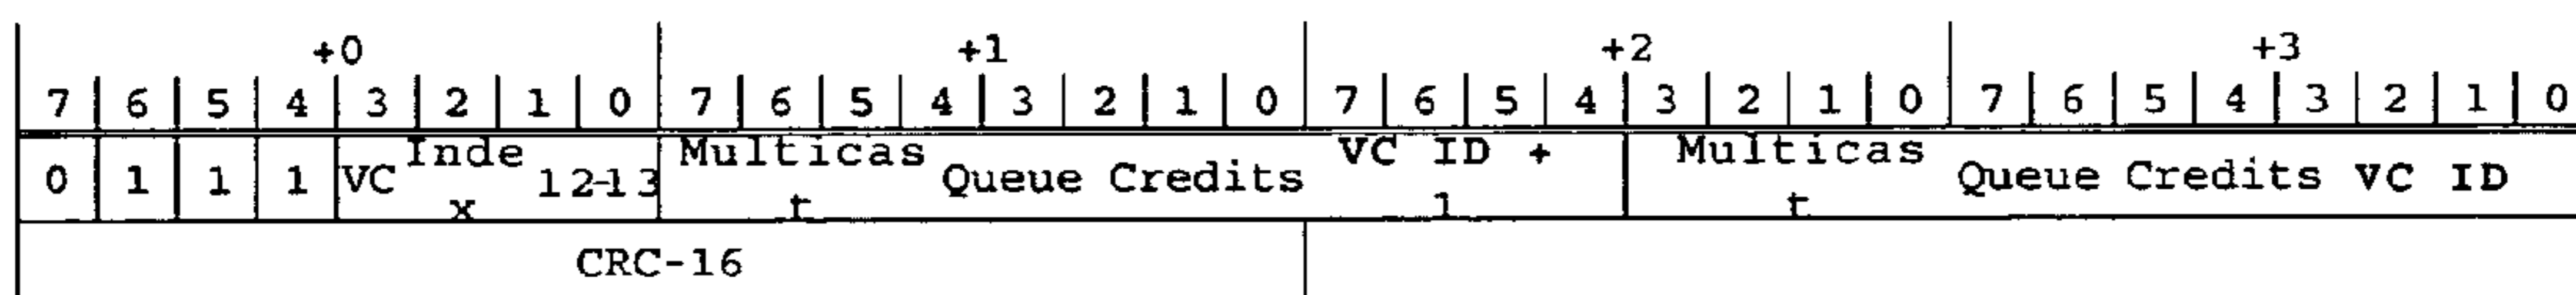 +0 +1 +2 +3
7 6 5 4 3 2 1 0 7 6 5 4 3 2 1 0 7 6 5 4 3 2 1 0 7 6 5 4 3 2 1 0
0 1 1 1 VC Inde
x 12-13 Multicas
t Queue Credits VC ID +
1 Multicas
t Queue Credits VC ID
CRC-16